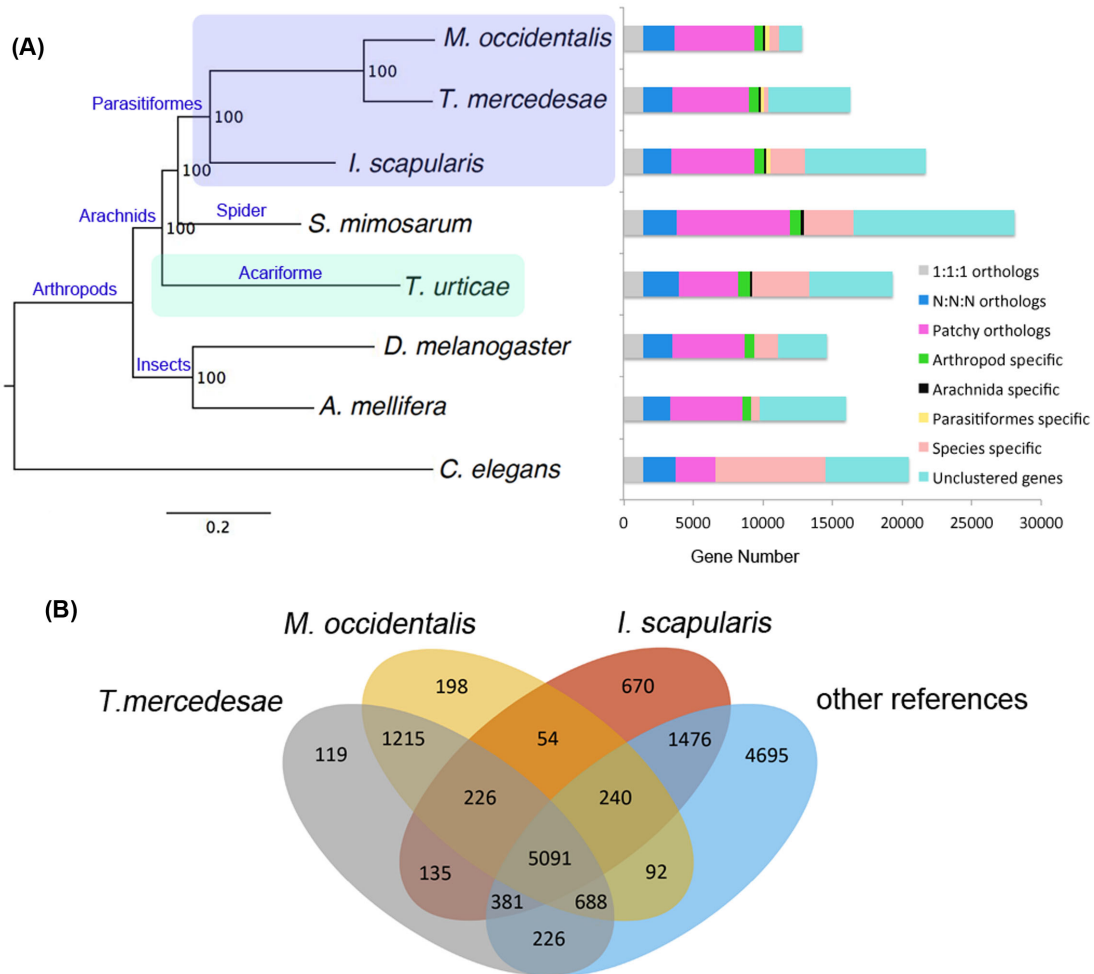 (A)
M. occidentalis
100
Parasitiformes
T. mercedesae
100
I. scapularis
100
Arachnids
Spider
100
S. mimosarum
Acariforme
Arthropods
T. urticae
D. melanogaster
Insects
100
A. mellifera
C. elegans
0.2
1:1:1 orthologs
N:N:N orthologs
Patchy orthologs
Arthropod specific
Arachnida specific
Parasitiformes specific
Species specific
Unclustered genes
0 5000 10000 15000 20000 25000 30000
Gene Number
(B)
M. occidentalis
I. scapularis
T.mercedesae
other references
198
670
119
1215
54
1476
4695
226
240
5091
135
92
381
688
226